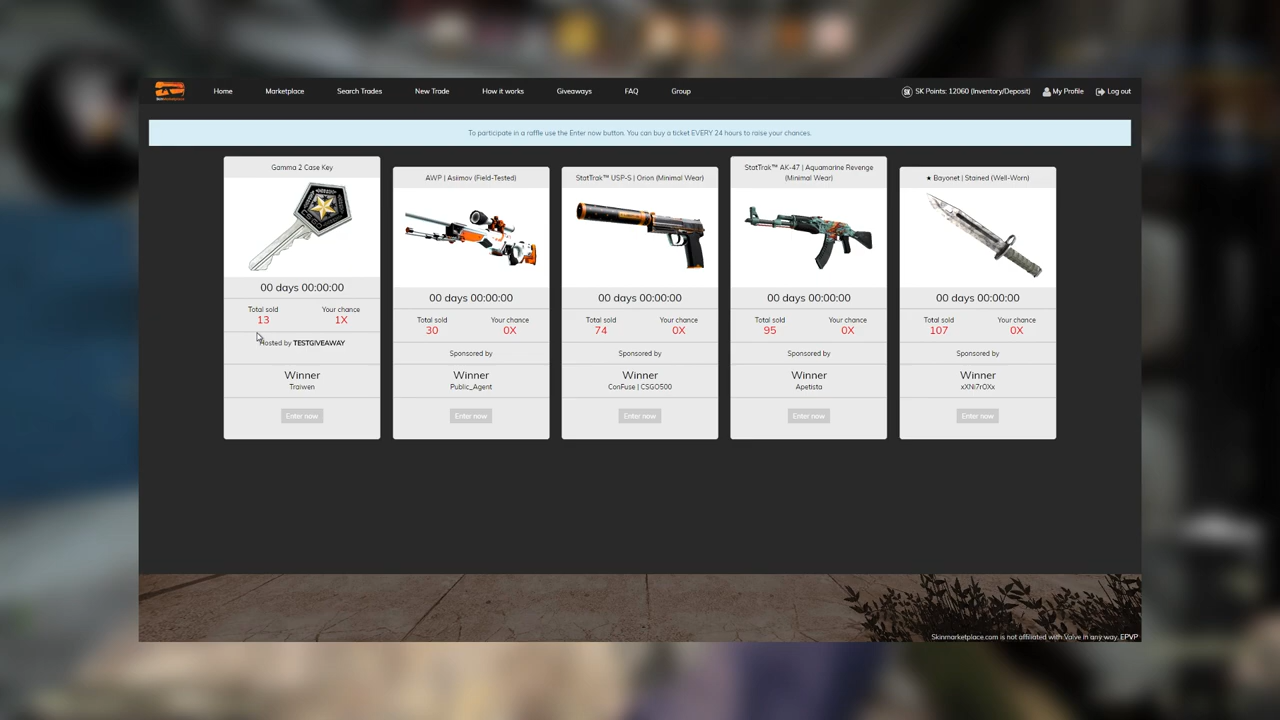 Home Marketplace Search Trades New Trade How it works Giveaways FAQ Group SK Points: 12060 (Inventory/Deposit) My Profile Log out
To participate in a raffle use the Enter now button. You can buy a ticket EVERY 24 hours to raise your chances.
Gamma 2 Case Key
00 days 00:00:00
Total sold Your chance
13 1X
Hosted by TESTGIVEAWAY
Winner
Traiwen
Enter now
AWP | Asiimov (Field-Tested)
00 days 00:00:00
Total sold Your chance
30 0X
Sponsored by
Winner
Public_Agent
Enter now
StatTrak™ USP-S | Orion (Minimal Wear)
00 days 00:00:00
Total sold Your chance
74 0X
Sponsored by
Winner
ConFuse | CSGO500
Enter now
StatTrak™ AK-47 | Aquamarine Revenge
(Minimal Wear)
00 days 00:00:00
Total sold Your chance
95 0X
Sponsored by
Winner
Apetista
Enter now
★ Bayonet | Stained (Well-Worn)
00 days 00:00:00
Total sold Your chance
107 0X
Sponsored by
Winner
xXNi7rOXx
Enter now
Skinmarketplace.com is not affiliated with Valve in any way. EPVP